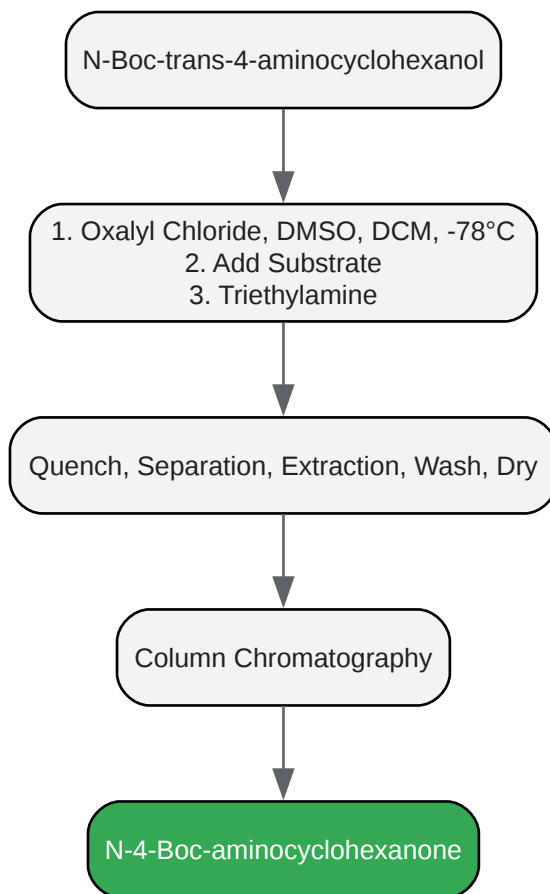 N-Boc-trans-4-aminocyclohexanol
1. Oxalyl Chloride, DMSO, DCM, -78°C
2. Add Substrate
3. Triethylamine
Quench, Separation, Extraction, Wash, Dry
Column Chromatography
N-4-Boc-aminocyclohexanone